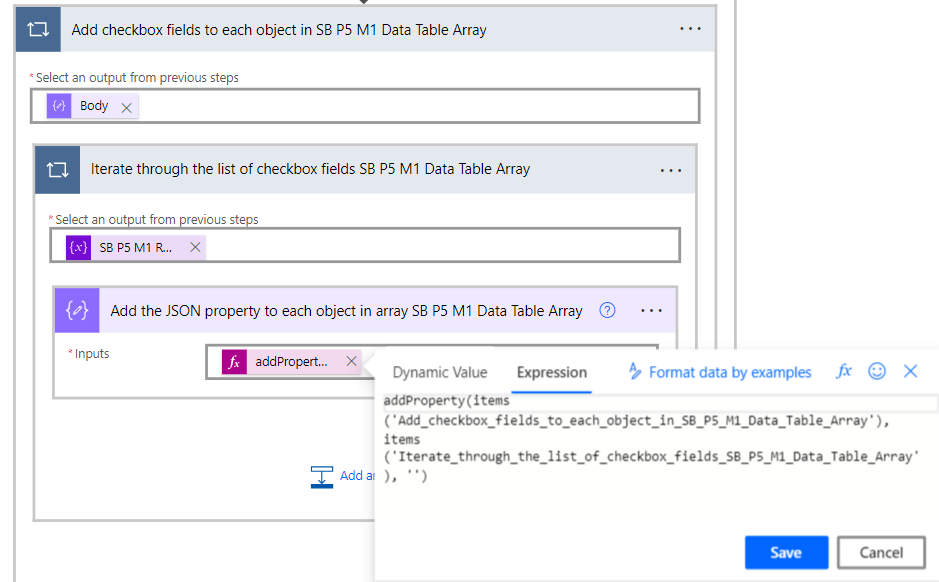 Add checkbox fields to each object in SB P5 M1 Data Table Array
* Select an output from previous steps
Body
Iterate through the list of checkbox fields SB P5 M1 Data Table Array
* Select an output from previous steps
{x} SB P5 M1 R...
Add the JSON property to each object in array SB P5 M1 Data Table Array ?
* Inputs
fx addPropert...
Dynamic Value Expression Format data by examples fx
addProperty(items
('Add_checkbox_fields_to_each_object_in_SB_P5_M1_Data_Table_Array'),
items
('Iterate_through_the_list_of_checkbox_fields_SB_P5_M1_Data_Table_Array'
), '')
Add
Save Cancel